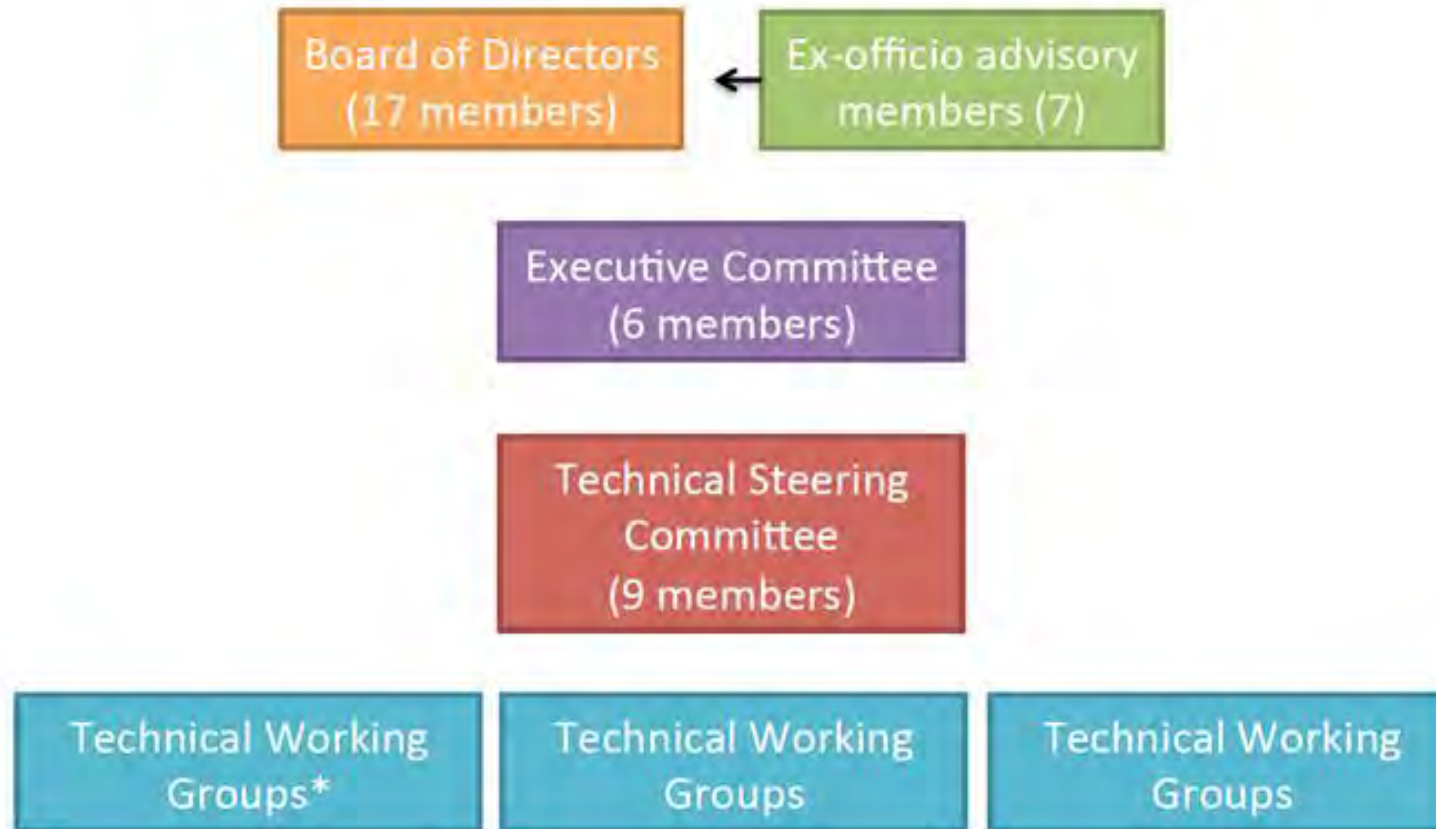 Board of Directors
(17 members)
Ex-officio advisory
members (7)
Executive Committee
(6 members)
Technical Steering
Committee
(9 members)
Technical Working
Groups*
Technical Working
Groups
Technical Working
Groups